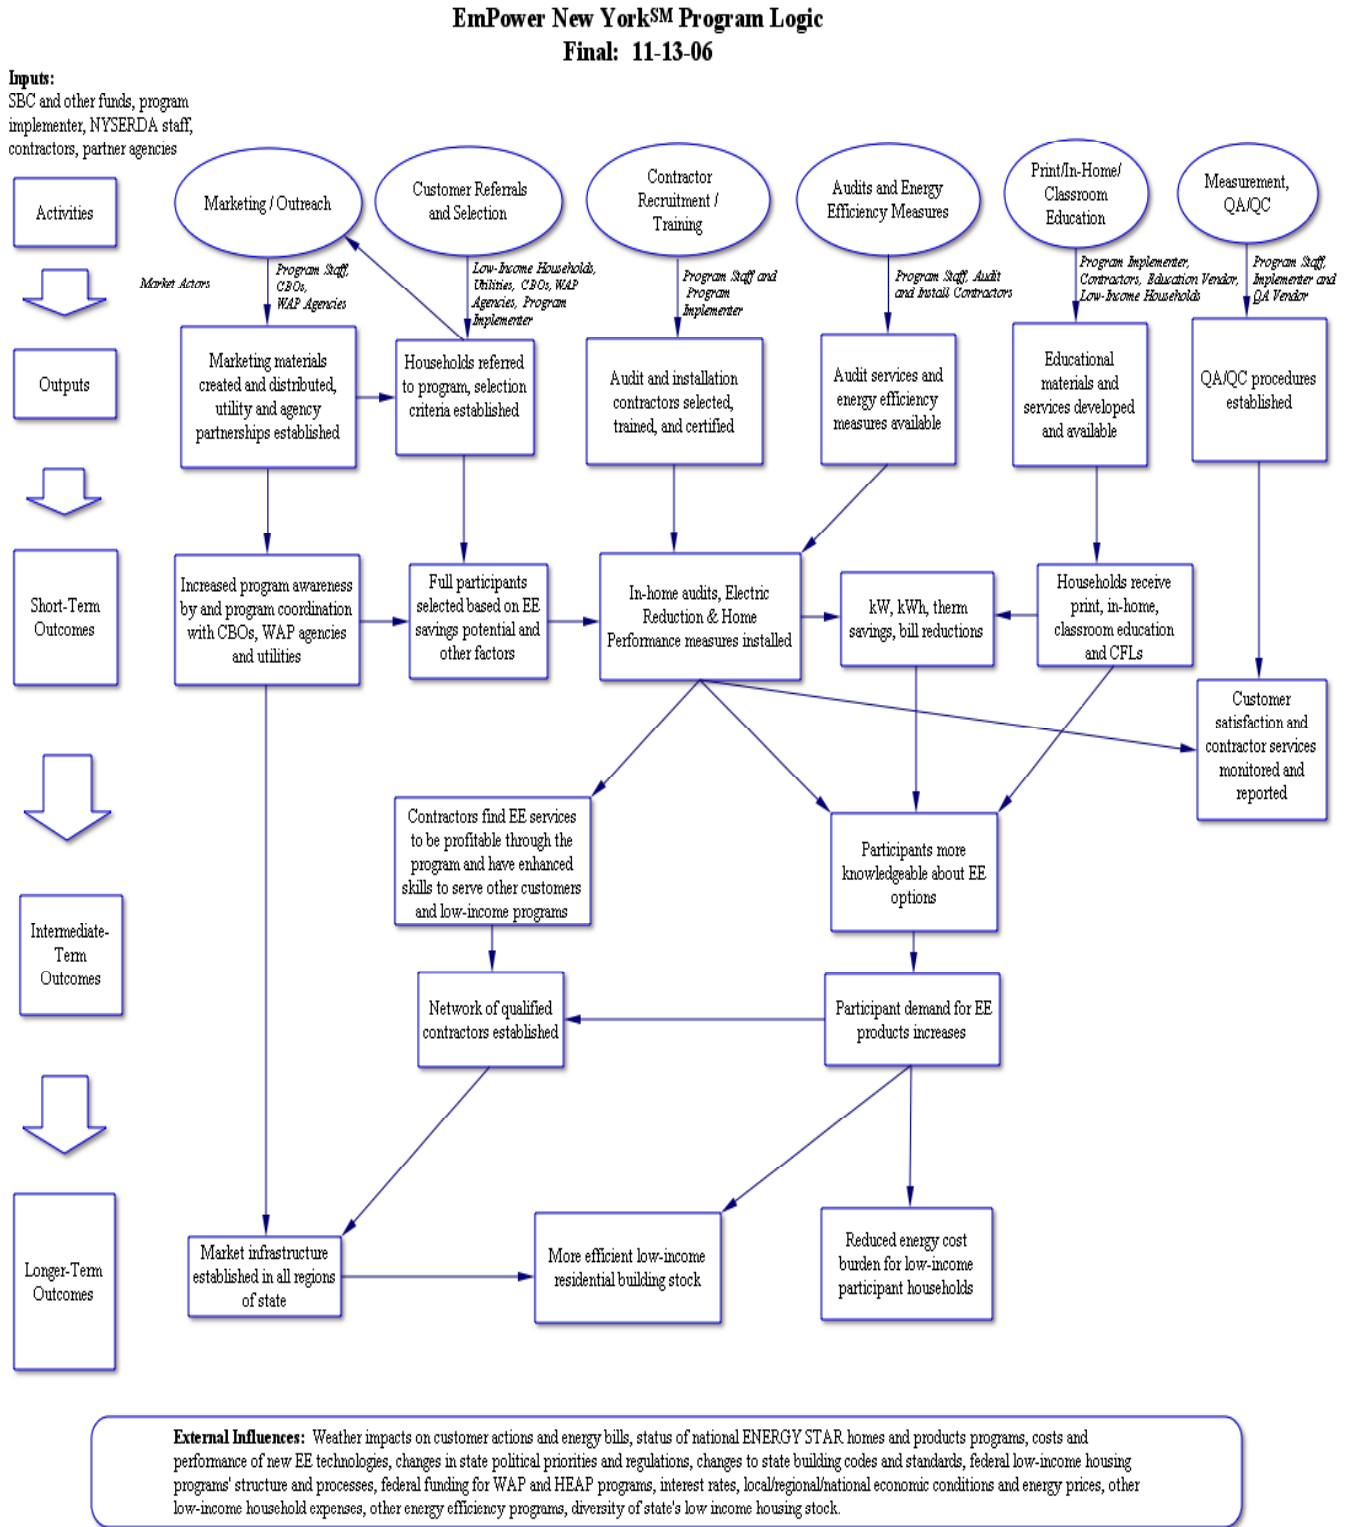 EmPower New York℠ Program Logic
Final: 11-13-06
Inputs:
SBC and other funds, program
implementer, NYSERDA staff,
contractors, partner agencies
Activities
Marketing / Outreach
Customer Referrals
and Selection
Contractor
Recruitment /
Training
Audits and Energy
Efficiency Measures
Print/In-Home/
Classroom
Education
Measurement,
QA/QC
Market Actors
Program Staff,
CBOs,
WAP Agencies
Low-Income Households,
Utilities, CBOs, WAP
Agencies, Program
Implementer
Program Staff and
Program
Implementer
Program Staff, Audit
and Install Contractors
Program Implementer,
Contractors, Education Vendor,
Low-Income Households
Program Staff,
Implementer and
QA Vendor
Outputs
Marketing materials
created and distributed,
utility and agency
partnerships established
Households referred
to program, selection
criteria established
Audit and installation
contractors selected,
trained, and certified
Audit services and
energy efficiency
measures available
Educational
materials and
services developed
and available
QA/QC procedures
established
Short-Term
Outcomes
Increased program awareness
by and program coordination
with CBOs, WAP agencies
and utilities
Full participants
selected based on EE
savings potential and
other factors
In-home audits, Electric
Reduction & Home
Performance measures installed
kW, kWh, therm
savings, bill reductions
Households receive
print, in-home,
classroom education
and CFLs
Customer
satisfaction and
contractor services
monitored and
reported
Intermediate-
Term
Outcomes
Contractors find EE services
to be profitable through the
program and have enhanced
skills to serve other customers
and low-income programs
Participants more
knowledgeable about EE
options
Network of qualified
contractors established
Participant demand for EE
products increases
Longer-Term
Outcomes
Market infrastructure
established in all regions
of state
More efficient low-income
residential building stock
Reduced energy cost
burden for low-income
participant households
External Influences: Weather impacts on customer actions and energy bills, status of national ENERGY STAR homes and products programs, costs and
performance of new EE technologies, changes in state political priorities and regulations, changes to state building codes and standards, federal low-income housing
programs' structure and processes, federal funding for WAP and HEAP programs, interest rates, local/regional/national economic conditions and energy prices, other
low-income household expenses, other energy efficiency programs, diversity of state's low income housing stock.